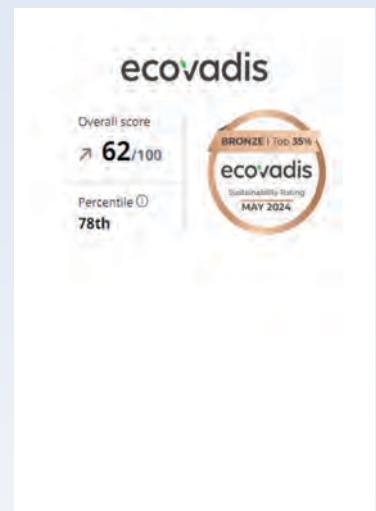 ecovadis
Overall score
62/100
Percentile ⓘ
78th
BRONZE | Top 35%
ecovadis
Sustainability Rating
MAY 2024